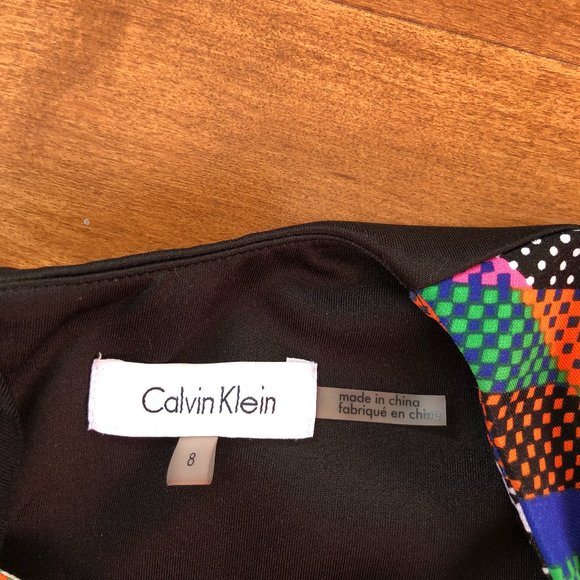 Calvin Klein
made in china
fabriqué en chine
8